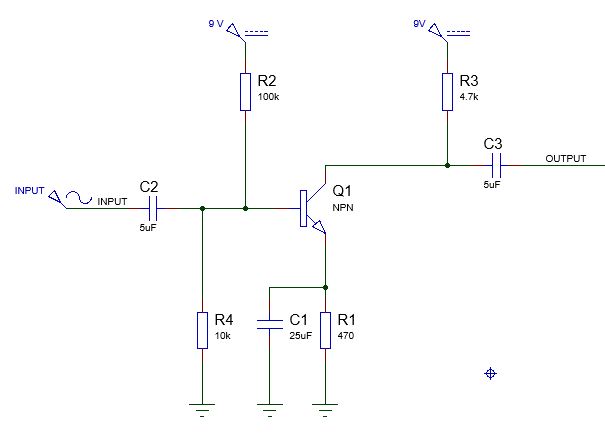 9 V
9V
R2
100k
R3
4.7k
C3
5uF
OUTPUT
C2
5uF
INPUT
INPUT
Q1
NPN
R4
10k
C1
25uF
R1
470